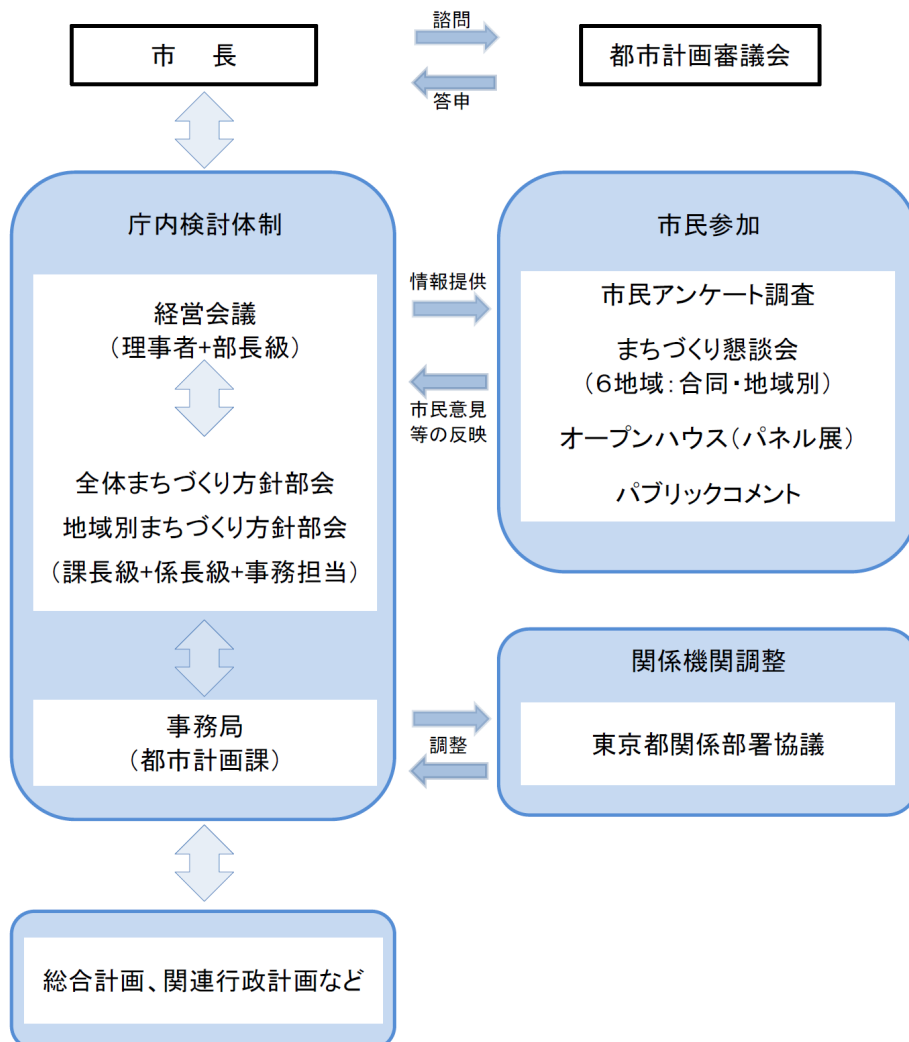 諮問
市　長
都市計画審議会
答申
庁内検討体制
経営会議
（理事者+部長級）
全体まちづくり方針部会
地域別まちづくり方針部会
（課長級+係長級+事務担当）
事務局
（都市計画課）
情報提供
市民意見
等の反映
市民参加
市民アンケート調査
まちづくり懇談会
（６地域：合同・地域別）
オープンハウス（パネル展）
パブリックコメント
調整
関係機関調整
東京都関係部署協議
総合計画、関連行政計画など